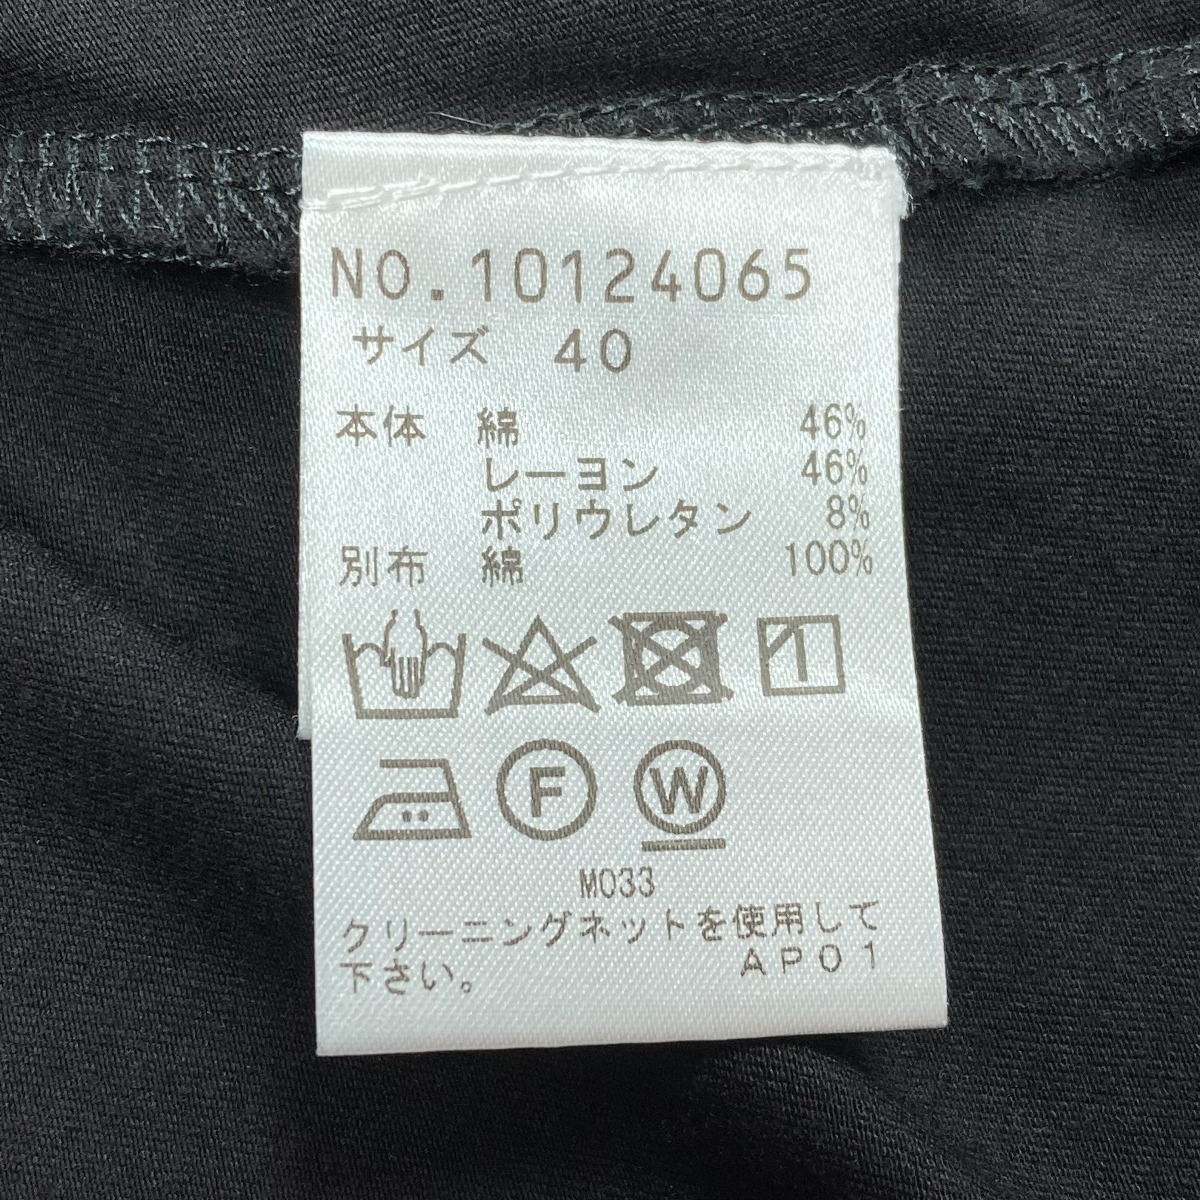 NO.10124065
サイズ 40
本体 綿 46%
レーヨン 46%
ポリウレタン 8%
別布 綿 100%
F W
M033
クリーニングネットを使用して
下さい。 AP01